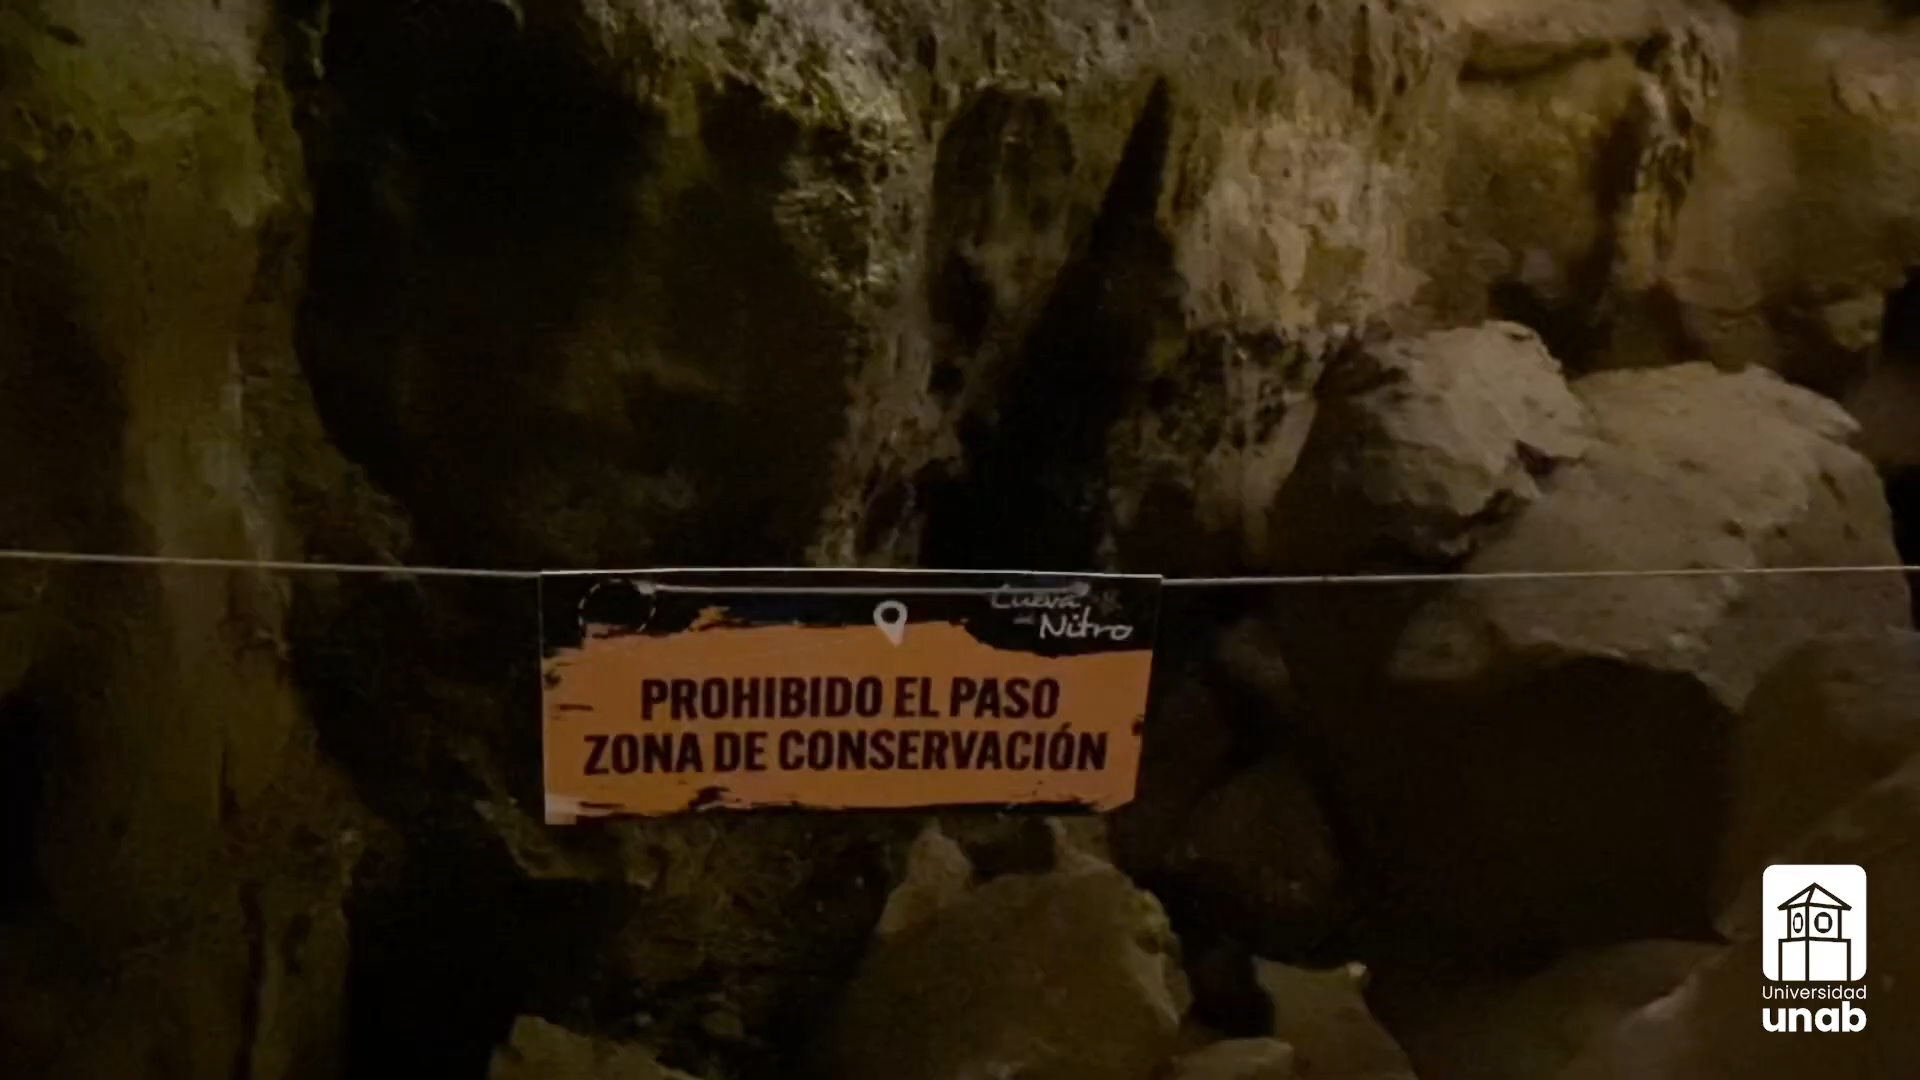 Cueva
del
Nitro
PROHIBIDO EL PASO
ZONA DE CONSERVACIÓN
Universidad
unab